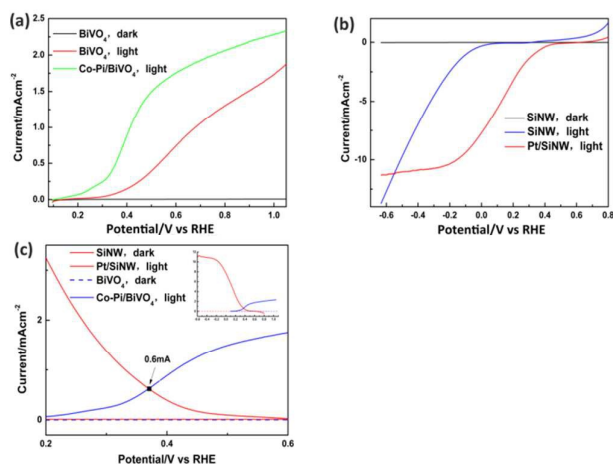 (a)
BiVO4, dark
BiVO4, light
Co-Pi/BiVO4, light
Current/mAcm-2
2.5
2.0
1.5
1.0
0.5
0.0
0.2 0.4 0.6 0.8 1.0
Potential/V vs RHE
(b)
SiNW, dark
SiNW, light
Pt/SiNW, light
Current/mAcm-2
0
-5
-10
-0.6 -0.3 0.0 0.2 0.4 0.6 0.8
Potential/V vs RHE
(c)
SiNW, dark
Pt/SiNW, light
BiVO4, dark
Co-Pi/BiVO4, light
0.6mA
Current/mAcm-2
2
0
0.2 0.4 0.6
Potential/V vs RHE